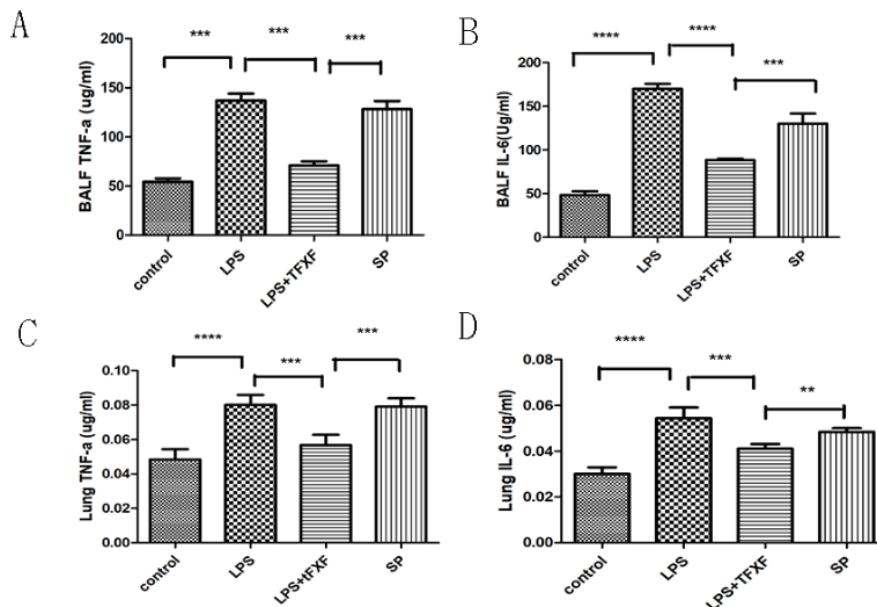 A
BALF TNF-a (ug/ml)
200
150
100
50
0
***
***
***
control
LPS
LPS+TFXF
SP
B
BALF IL-6(Ug/ml)
200
150
100
50
0
****
****
***
control
LPS
LPS+TFXF
SP
C
Lung TNF-a (ug/ml)
0.10
0.08
0.06
0.04
0.02
0.00
****
***
***
control
LPS
LPS+tFXF
SP
D
Lung IL-6 (ug/ml)
0.08
0.06
0.04
0.02
0.00
****
***
**
control
LPS
LPS+TFXF
SP